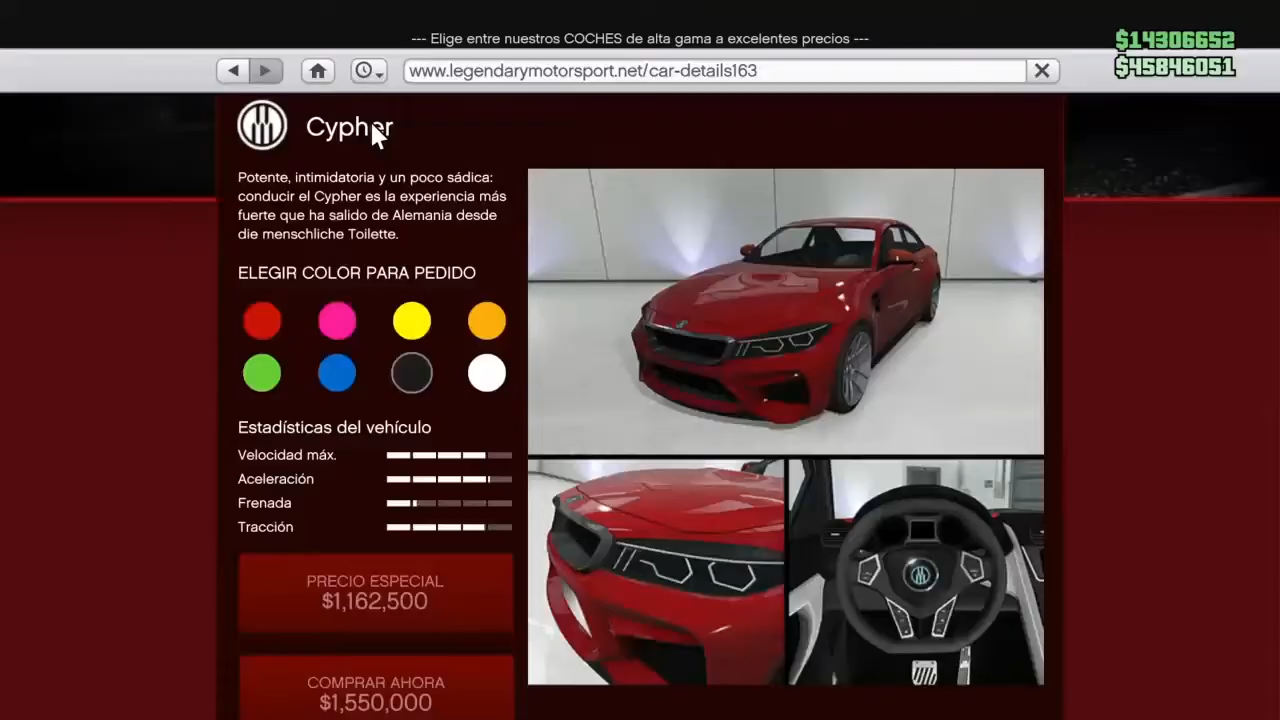 --- Elige entre nuestros COCHES de alta gama a excelentes precios ---
$14306652
$45846051
www.legendarymotorsport.net/car-details163
Cypher
Potente, intimidatoria y un poco sádica:
conducir el Cypher es la experiencia más
fuerte que ha salido de Alemania desde
die menschliche Toilette.
ELEGIR COLOR PARA PEDIDO
Estadísticas del vehículo
Velocidad máx.
Aceleración
Frenada
Tracción
PRECIO ESPECIAL
$1,162,500
COMPRAR AHORA
$1,550,000